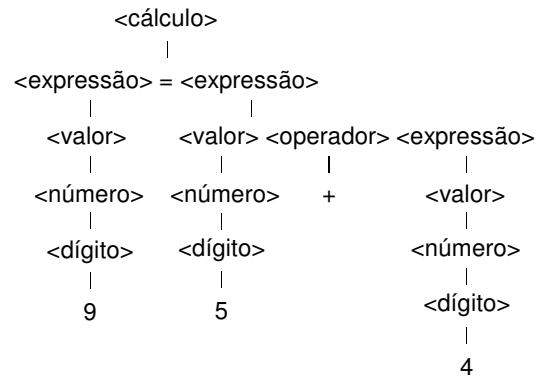 <cálculo>
<expressão> = <expressão>
<valor> <valor> <operador> <expressão>
<número> <número> + <valor>
<dígito> <dígito> <número>
9 5 <dígito>
4